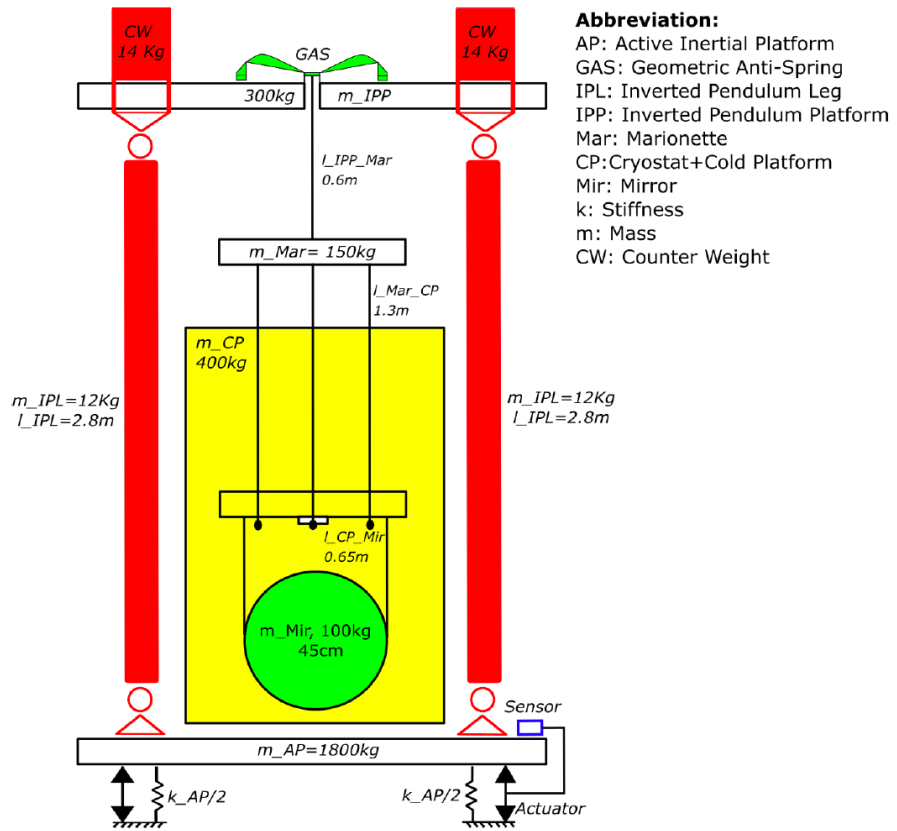 CW
14 Kg
GAS
CW
14 Kg
300kg
m_IPP
l_IPP_Mar
0.6m
m_Mar= 150kg
l_Mar_CP
1.3m
m_CP
400kg
m_IPL=12Kg
l_IPL=2.8m
m_IPL=12Kg
l_IPL=2.8m
l_CP_Mir
0.65m
m_Mir, 100kg
45cm
Sensor
m_AP=1800kg
k_AP/2
k_AP/2
Actuator
Abbreviation:
AP: Active Inertial Platform
GAS: Geometric Anti-Spring
IPL: Inverted Pendulum Leg
IPP: Inverted Pendulum Platform
Mar: Marionette
CP:Cryostat+Cold Platform
Mir: Mirror
k: Stiffness
m: Mass
CW: Counter Weight